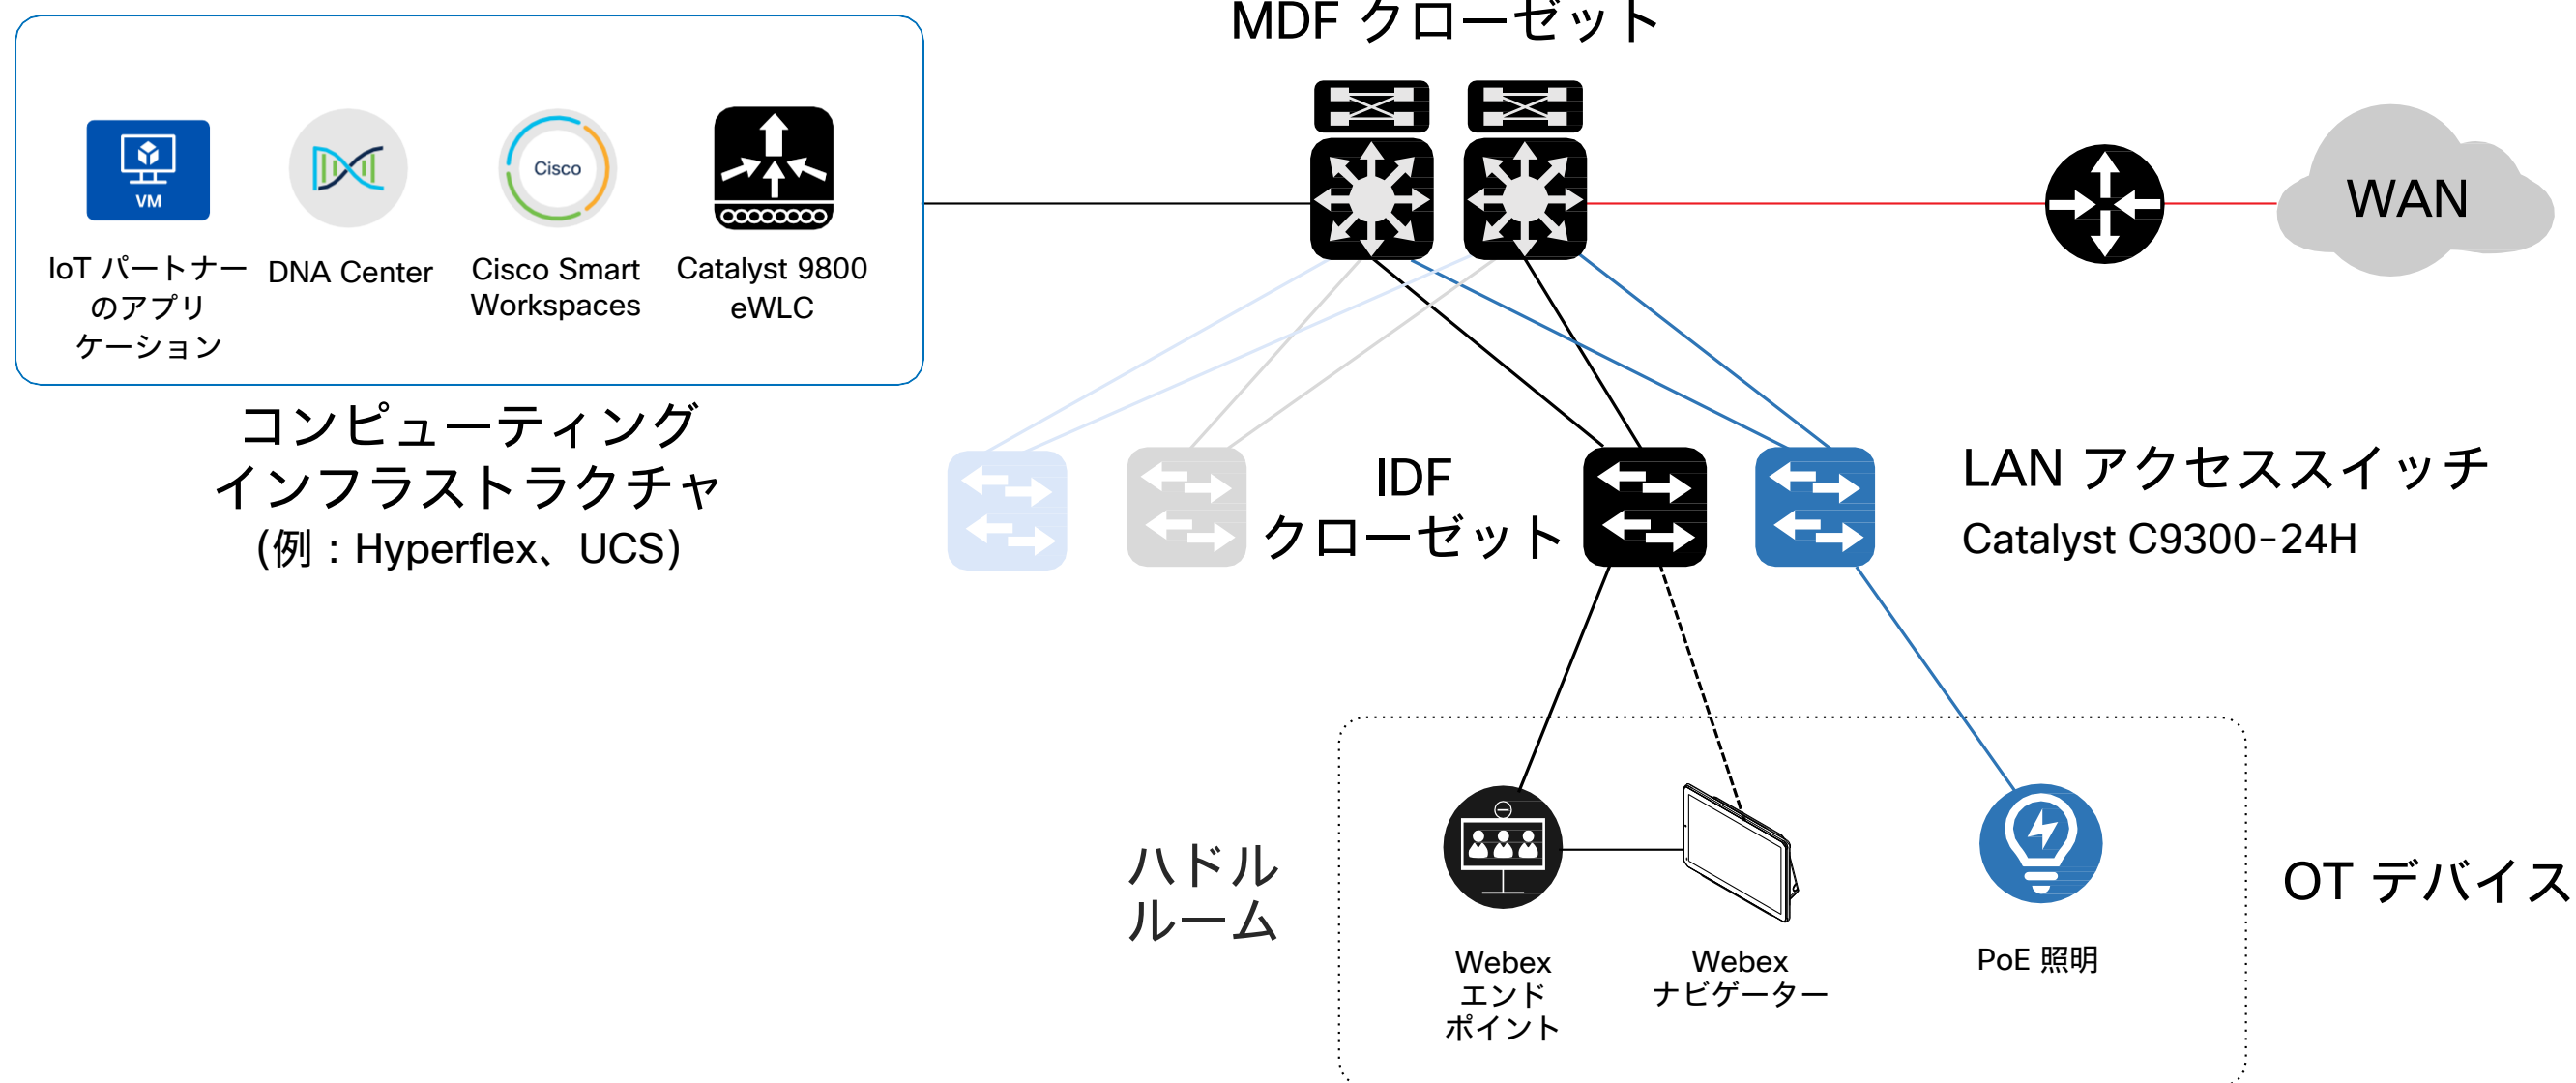 MDF クローゼット
VM
Cisco
WAN
IoT パートナー
のアプリ
ケーション
DNA Center
Cisco Smart
Workspaces
Catalyst 9800
eWLC
コンピューティング
インフラストラクチャ
(例：Hyperflex、UCS)
IDF
クローゼット
LAN アクセススイッチ
Catalyst C9300-24H
ハドル
ルーム
OT デバイス
Webex
エンド
ポイント
Webex
ナビゲーター
PoE 照明